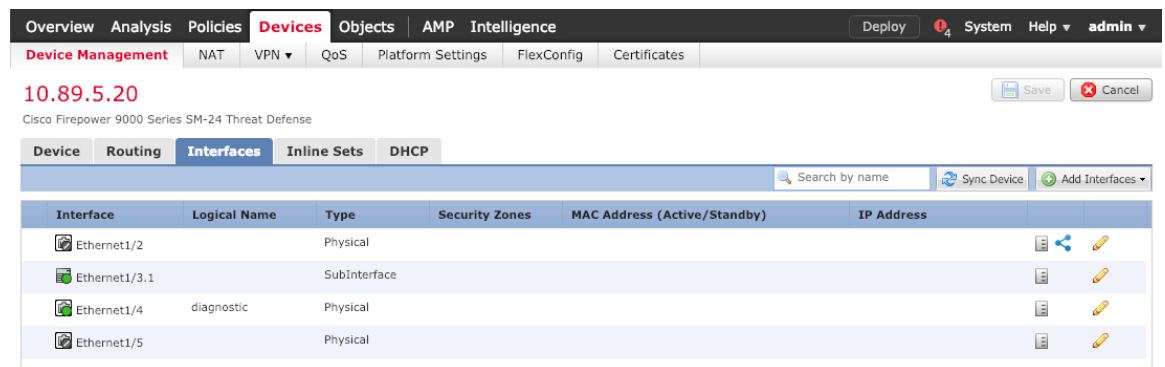 Overview Analysis Policies Devices Objects AMP Intelligence Deploy 4 System Help admin
Device Management NAT VPN QoS Platform Settings FlexConfig Certificates
10.89.5.20
Save Cancel
Cisco Firepower 9000 Series SM-24 Threat Defense
Device Routing Interfaces Inline Sets DHCP
Search by name Sync Device Add Interfaces
Interface Logical Name Type Security Zones MAC Address (Active/Standby) IP Address
Ethernet1/2 Physical
Ethernet1/3.1 SubInterface
Ethernet1/4 diagnostic Physical
Ethernet1/5 Physical